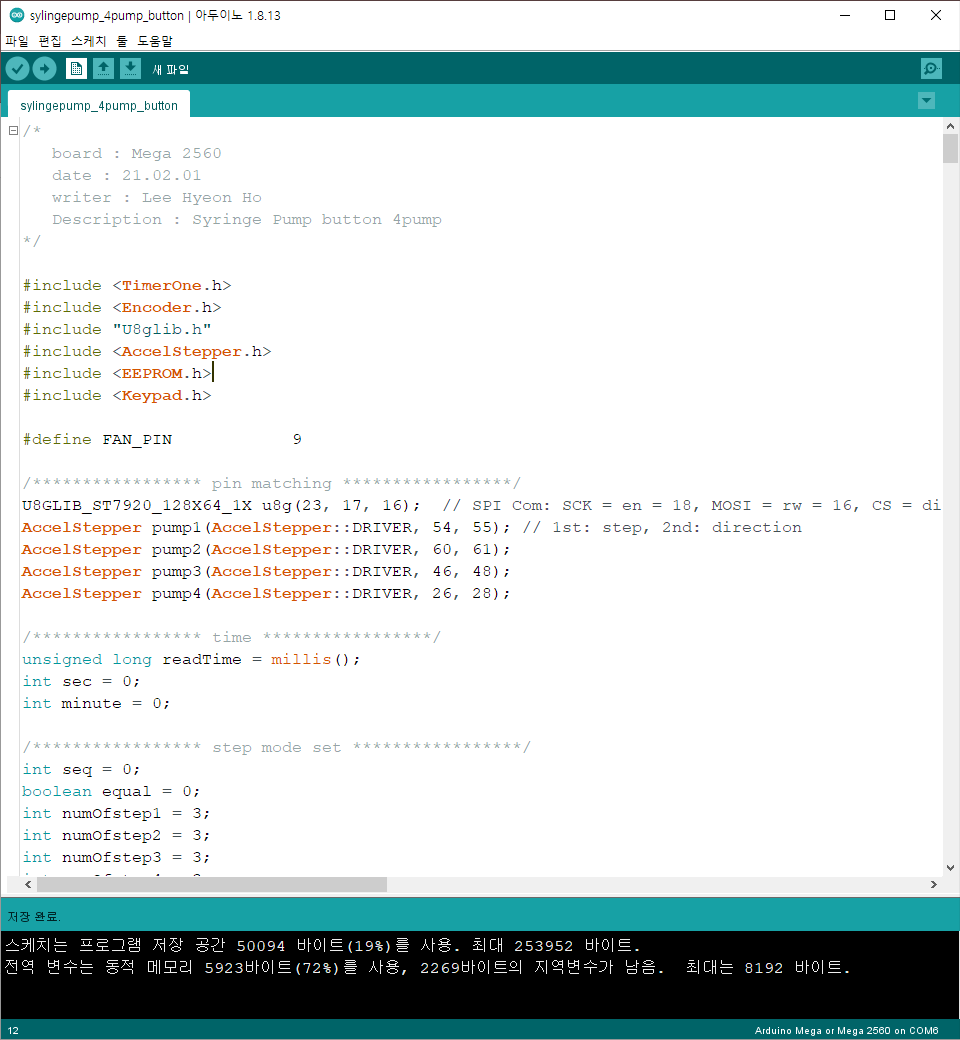 sylingepump_4pump_button | 아두이노 1.8.13
파일 편집 스케치 툴 도움말
새 파일
sylingepump_4pump_button
/*
board : Mega 2560
date : 21.02.01
writer : Lee Hyeon Ho
Description : Syringe Pump button 4pump
*/
#include <TimerOne.h>
#include <Encoder.h>
#include "U8glib.h"
#include <AccelStepper.h>
#include <EEPROM.h>
#include <Keypad.h>
#define FAN_PIN 9
/***************** pin matching *****************/
U8GLIB_ST7920_128X64_1X u8g(23, 17, 16); // SPI Com: SCK = en = 18, MOSI = rw = 16, CS = di
AccelStepper pump1(AccelStepper::DRIVER, 54, 55); // 1st: step, 2nd: direction
AccelStepper pump2(AccelStepper::DRIVER, 60, 61);
AccelStepper pump3(AccelStepper::DRIVER, 46, 48);
AccelStepper pump4(AccelStepper::DRIVER, 26, 28);
/***************** time *****************/
unsigned long readTime = millis();
int sec = 0;
int minute = 0;
/***************** step mode set *****************/
int seq = 0;
boolean equal = 0;
int numOfstep1 = 3;
int numOfstep2 = 3;
int numOfstep3 = 3;
저장 완료.
스케치는 프로그램 저장 공간 50094 바이트(19%)를 사용. 최대 253952 바이트.
전역 변수는 동적 메모리 5923바이트(72%)를 사용, 2269바이트의 지역변수가 남음. 최대는 8192 바이트.
12
Arduino Mega or Mega 2560 on COM6